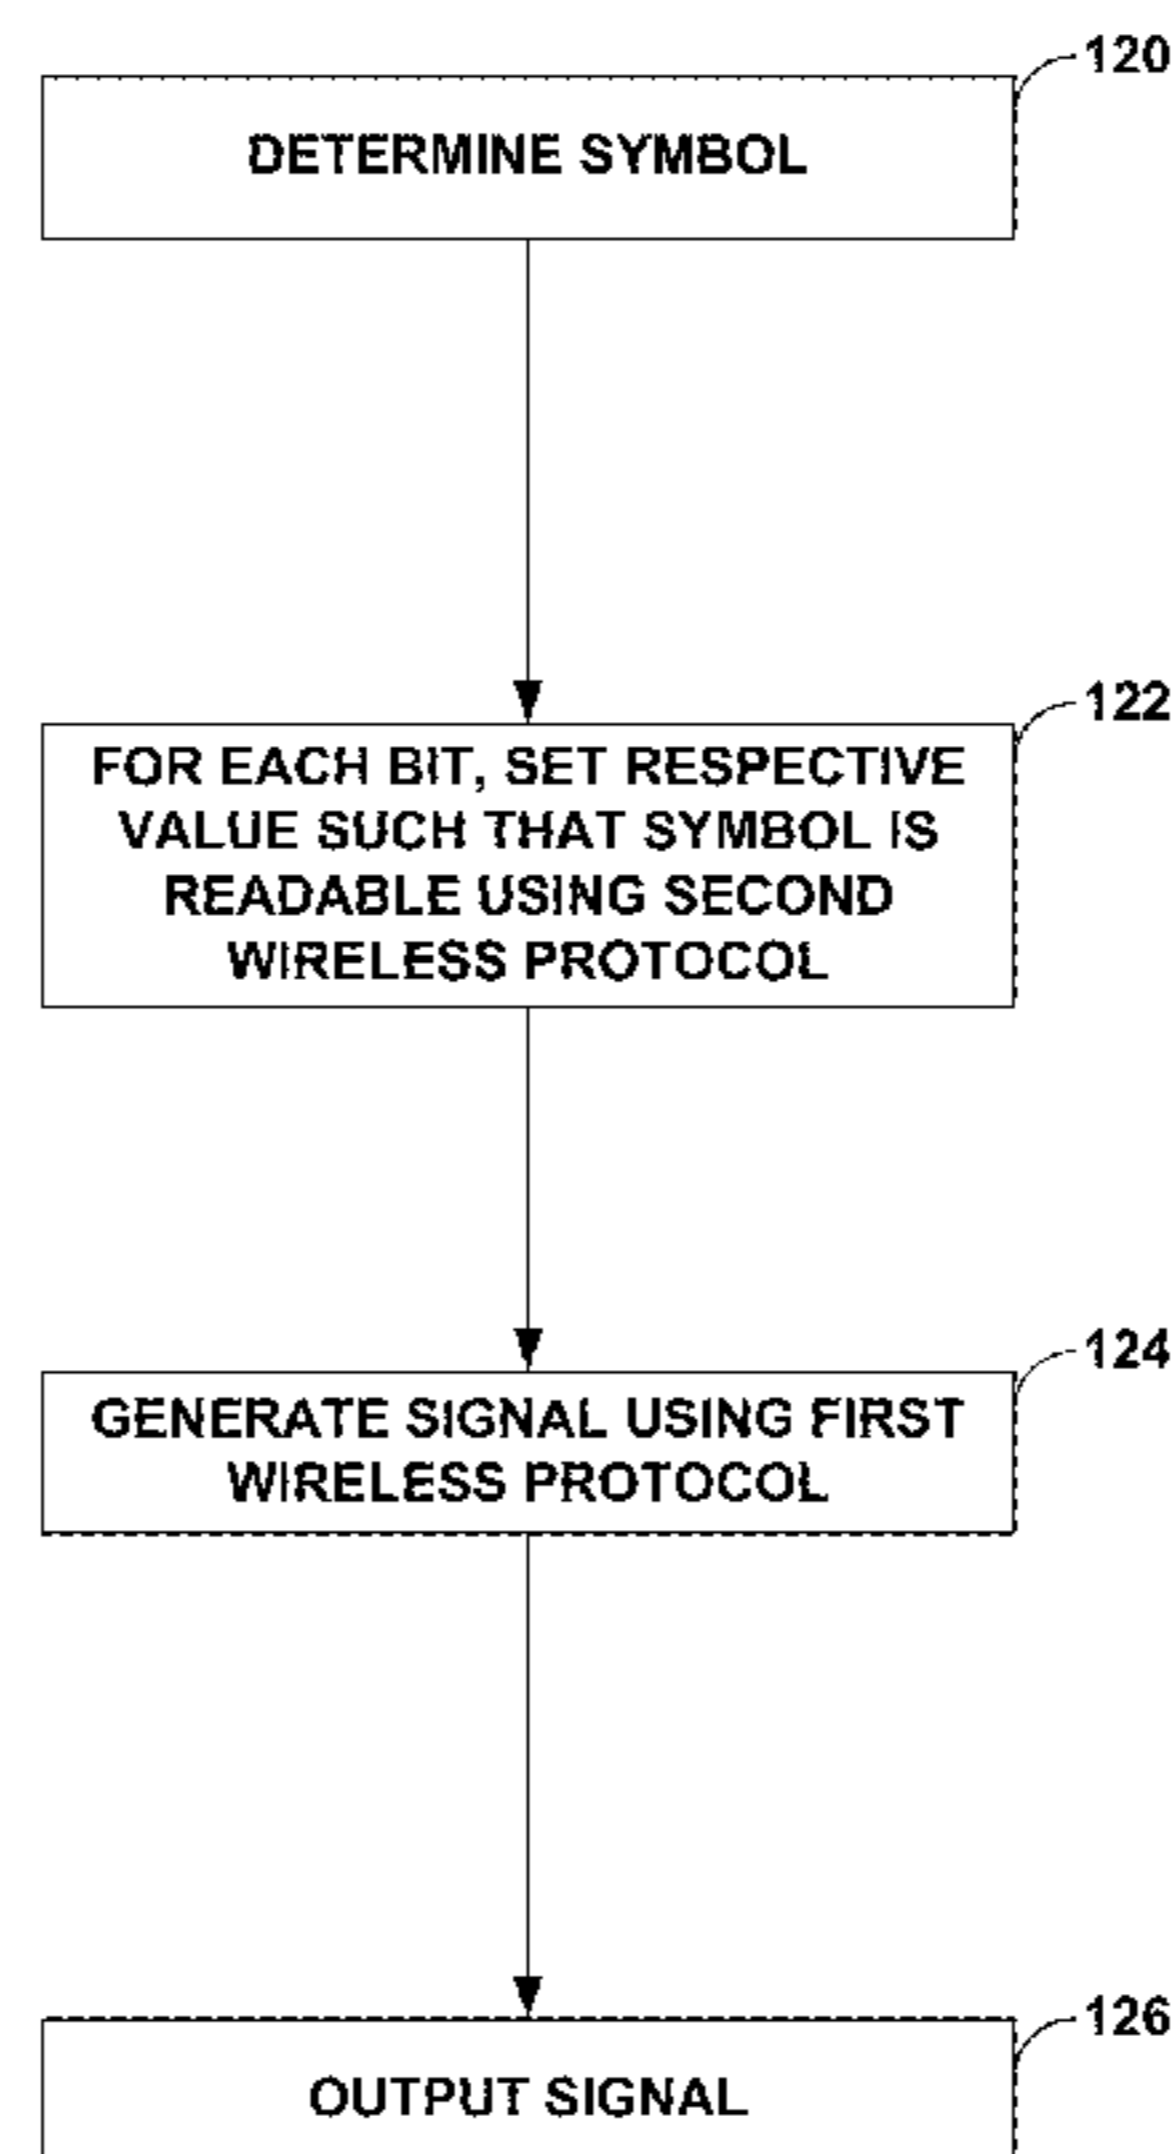 120
DETERMINE SYMBOL
122
FOR EACH BIT, SET RESPECTIVE
VALUE SUCH THAT SYMBOL IS
READABLE USING SECOND
WIRELESS PROTOCOL
124
GENERATE SIGNAL USING FIRST
WIRELESS PROTOCOL
126
OUTPUT SIGNAL